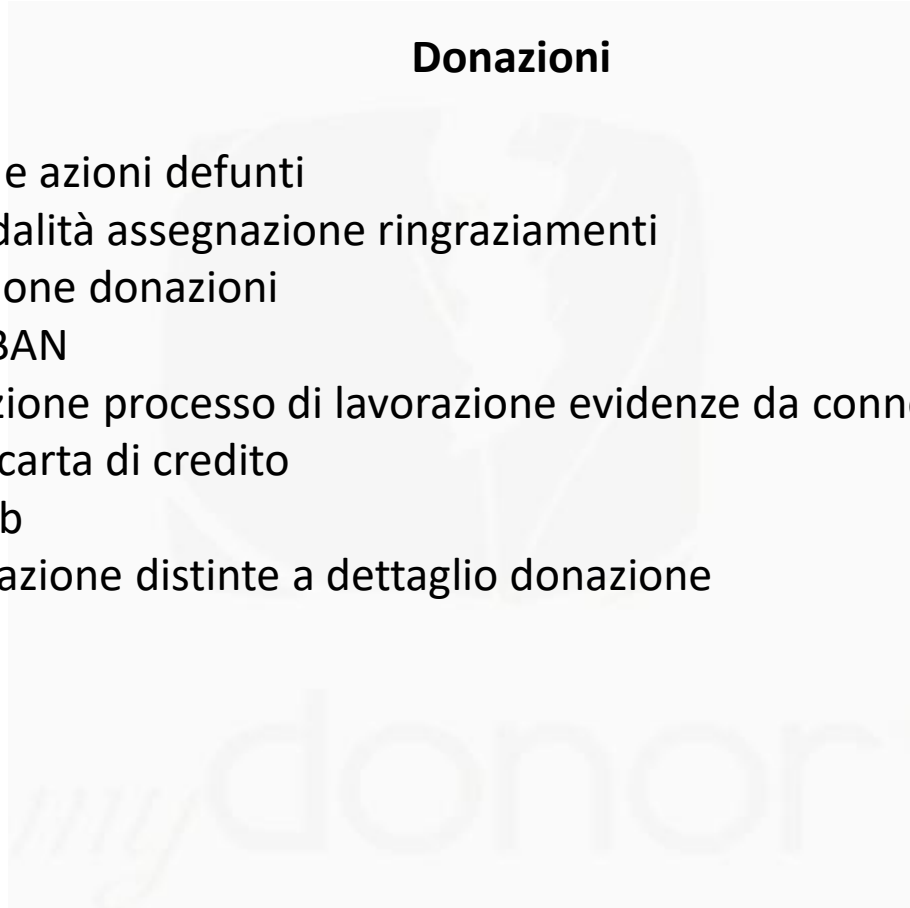 Donazioni
e azioni defunti
dalità assegnazione ringraziamenti
one donazioni
BAN
zione processo di lavorazione evidenze da conn
carta di credito
b
azione distinte a dettaglio donazione
my donor